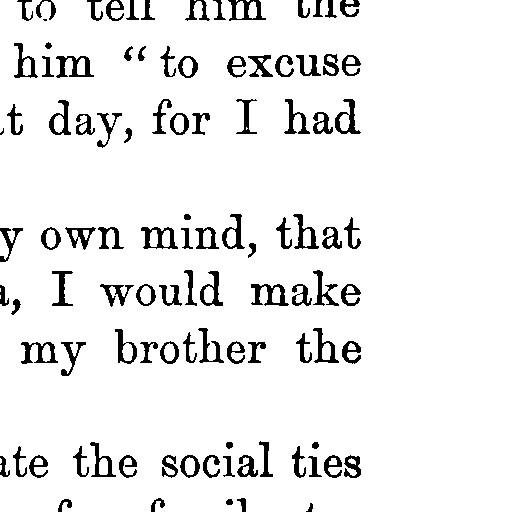 to tell him the
him “to excuse
day, for I had
own mind, that
I would make
my brother the
the social ties